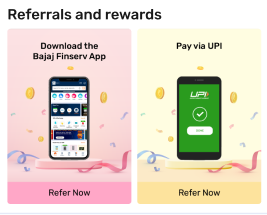 Referrals and rewards
Download the
Bajaj Finserv App
Pay via UPI
UPI
Refer Now
Refer Now